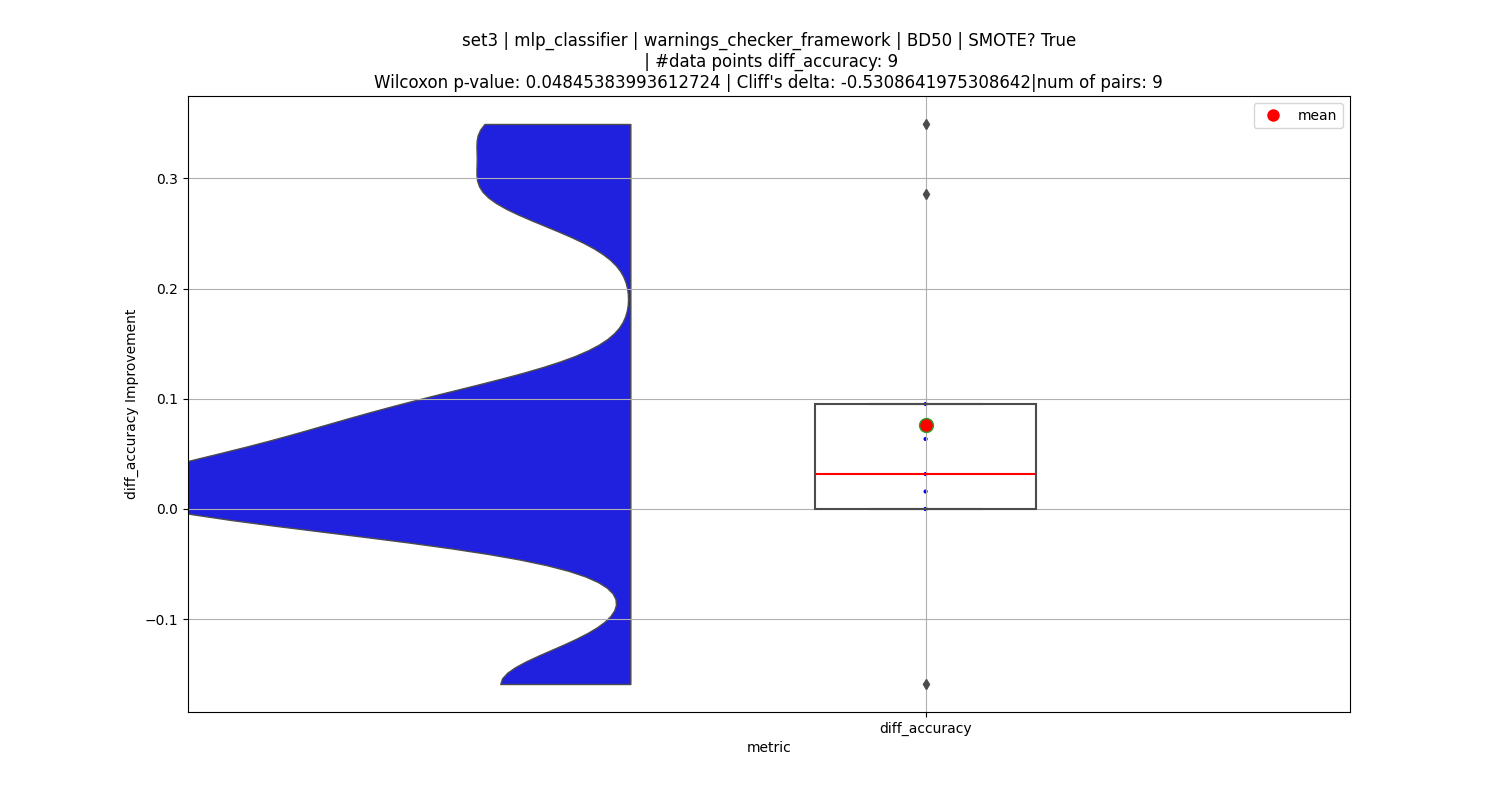 set3 | mlp_classifier | warnings_checker_framework | BD50 | SMOTE? True
| #data points diff_accuracy: 9
Wilcoxon p-value: 0.04845383993612724 | Cliff's delta: -0.5308641975308642|num of pairs: 9
mean
0.3
0.2
0.1
0.0
−0.1
diff_accuracy Improvement
diff_accuracy
metric